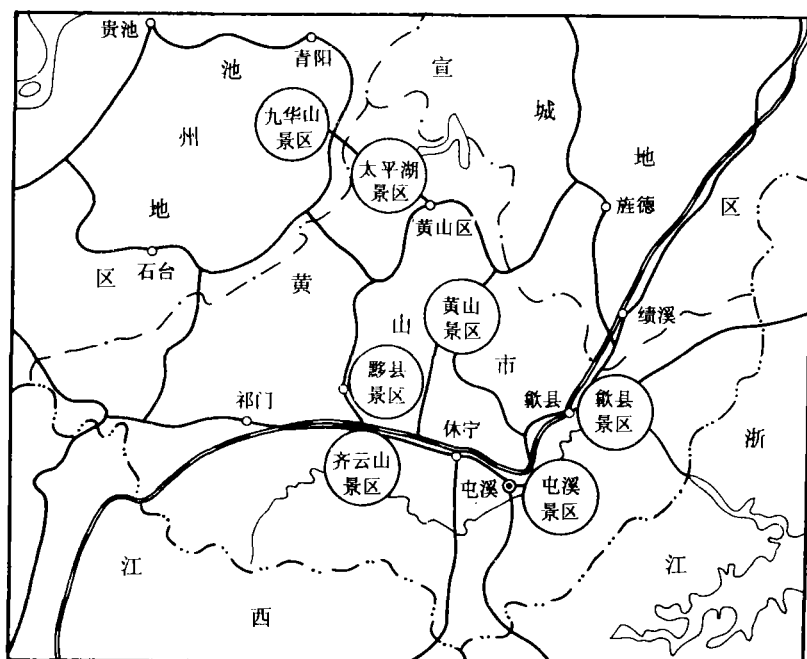 贵池
青阳
池
宣
九华山
景区
州
城
太平湖
景区
地
地
黄山区
旌德
区
石台
区
黄
黄山
景区
绩溪
山
市
黟县
景区
歙县
歙县
景区
祁门
休宁
浙
齐云山
景区
屯溪
屯溪
景区
江
江
西